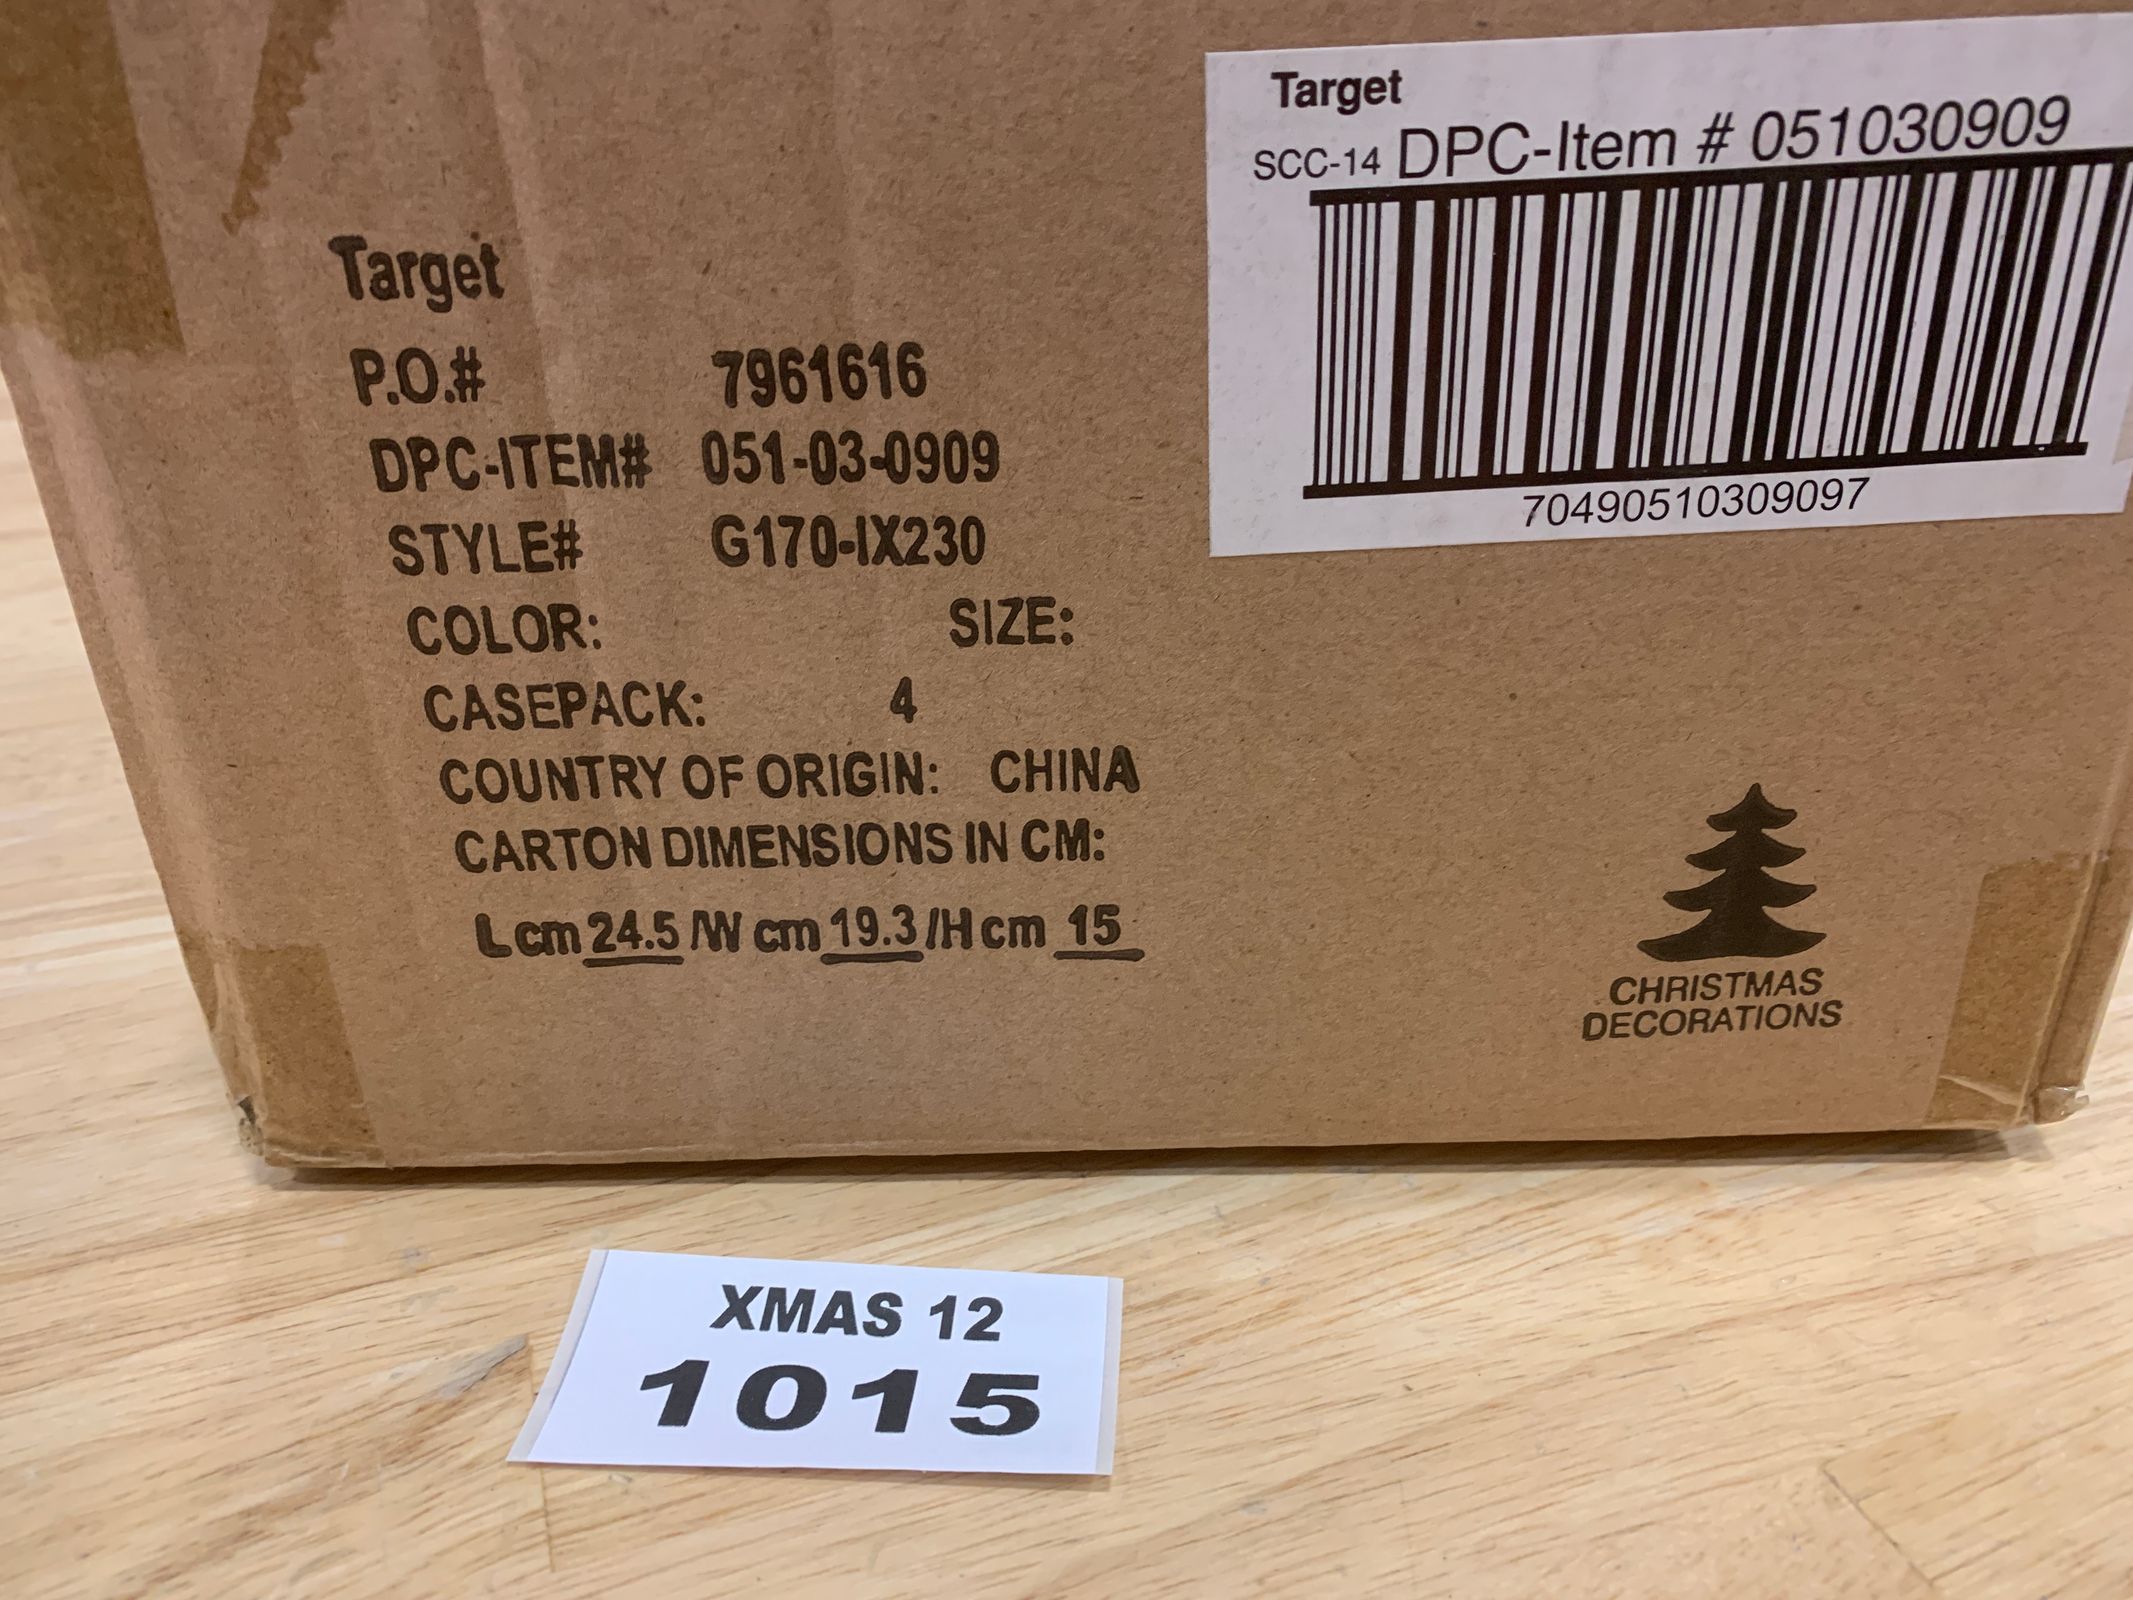 Target
SCC-14 DPC-Item # 051030909
70490510309097
Target
P.O.# 7961616
DPC-ITEM# 051-03-0909
STYLE# G170-IX230
COLOR: SIZE:
CASEPACK: 4
COUNTRY OF ORIGIN: CHINA
CARTON DIMENSIONS IN CM:
L cm 24.5 /W cm 19.3 /H cm 15
CHRISTMAS
DECORATIONS
XMAS 12
1015